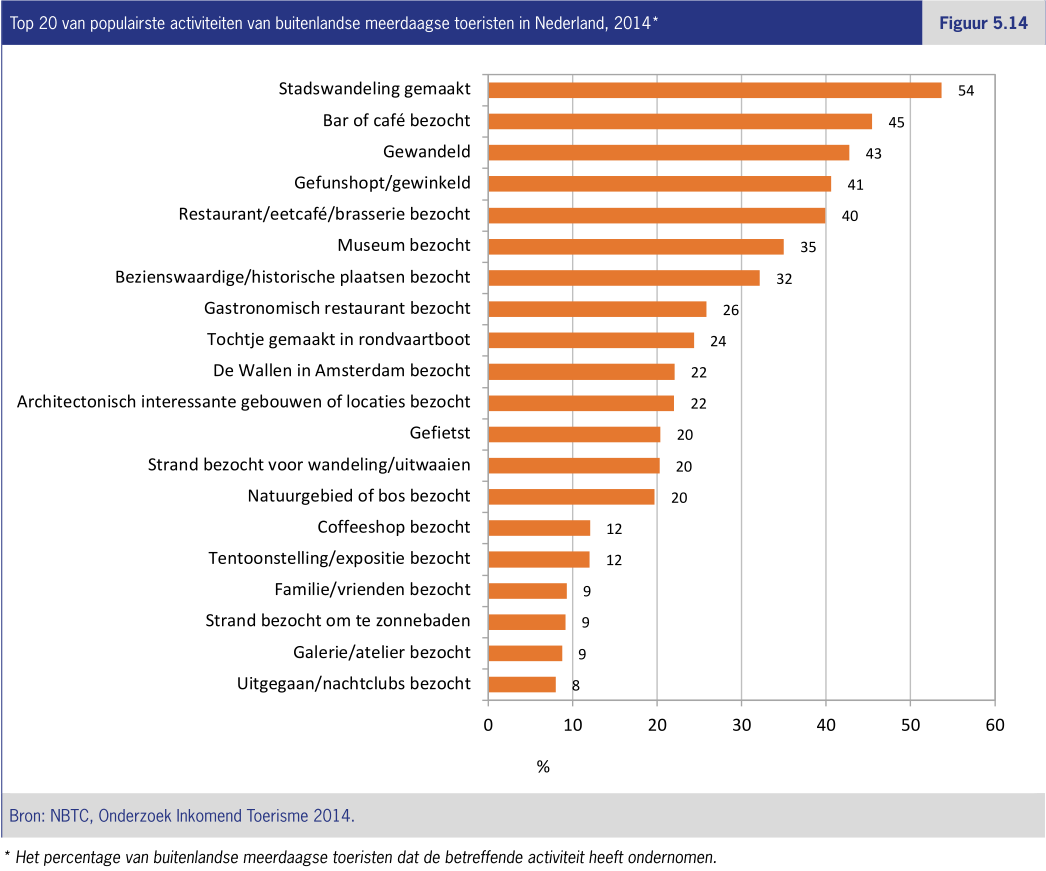 Top 20 van populairste activiteiten van buitenlandse meerdaagse toeristen in Nederland, 2014*
Figuur 5.14
Stadswandeling gemaakt 54
Bar of café bezocht 45
Gewandeld 43
Gefunshopt/gewinkeld 41
Restaurant/eetcafé/brasserie bezocht 40
Museum bezocht 35
Bezienswaardige/historische plaatsen bezocht 32
Gastronomisch restaurant bezocht 26
Tochtje gemaakt in rondvaartboot 24
De Wallen in Amsterdam bezocht 22
Architectonisch interessante gebouwen of locaties bezocht 22
Gefietst 20
Strand bezocht voor wandeling/uitwaaien 20
Natuurgebied of bos bezocht 20
Coffeeshop bezocht 12
Tentoonstelling/expositie bezocht 12
Familie/vrienden bezocht 9
Strand bezocht om te zonnebaden 9
Galerie/atelier bezocht 9
Uitgegaan/nachtclubs bezocht 8
0 10 20 30 40 50 60
%
Bron: NBTC, Onderzoek Inkomend Toerisme 2014.
* Het percentage van buitenlandse meerdaagse toeristen dat de betreffende activiteit heeft ondernomen.